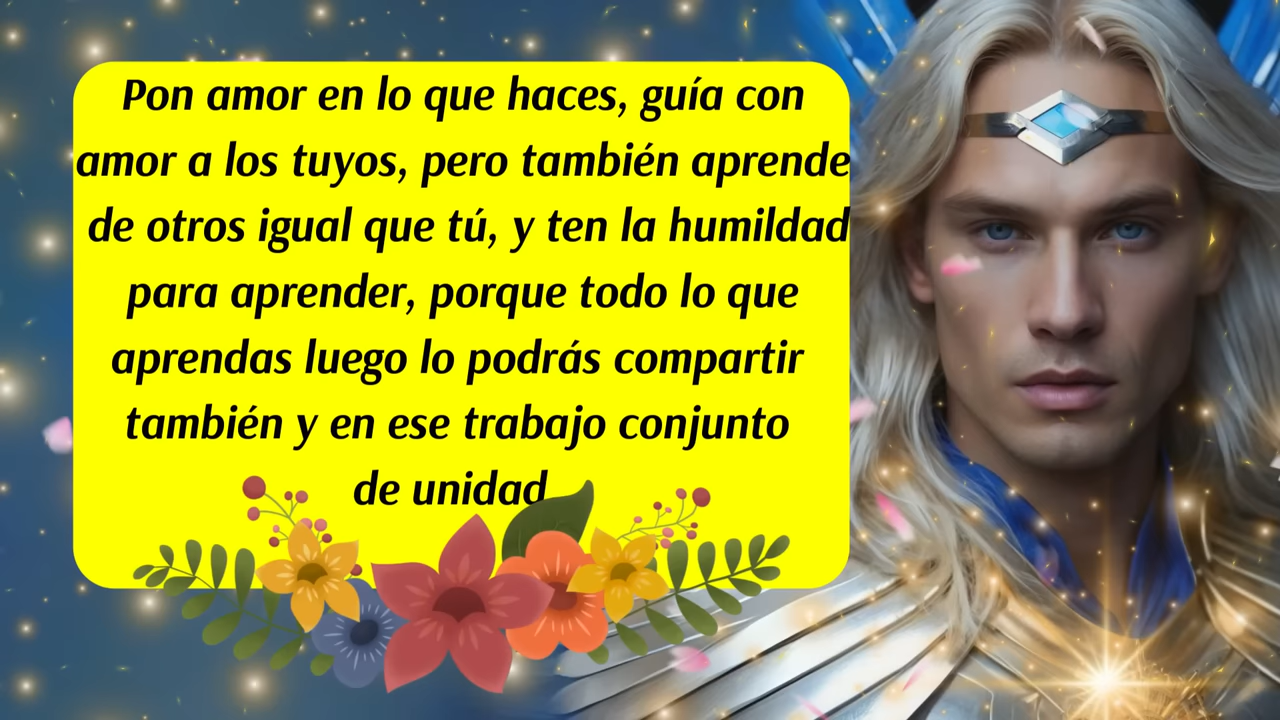 Pon amor en lo que haces, guía con
amor a los tuyos, pero también aprende
de otros igual que tú, y ten la humildad
para aprender, porque todo lo que
aprendas luego lo podrás compartir
también y en ese trabajo conjunto
de unidad